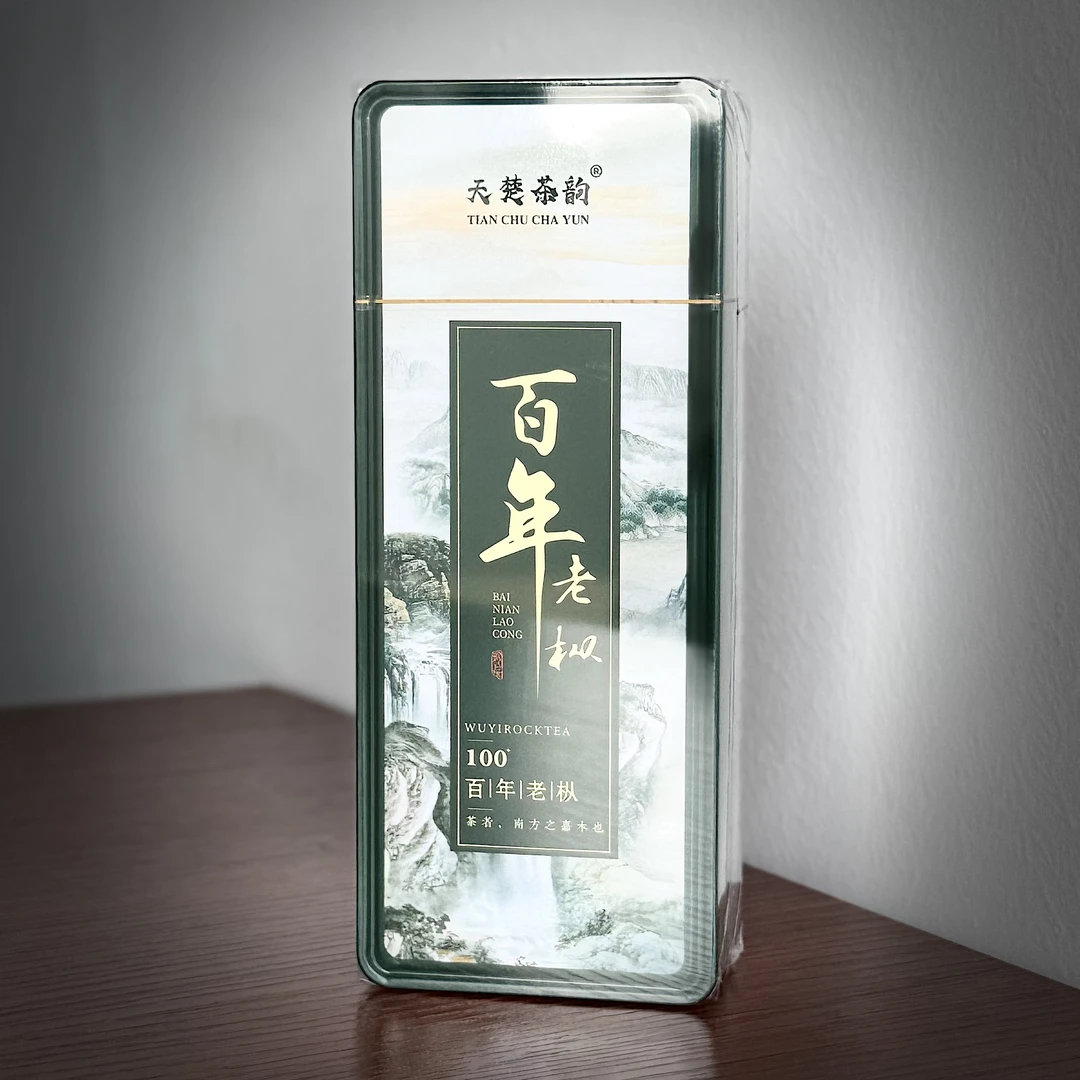 天楚茶韵®
TIAN CHU CHA YUN
百年老枞
BAI
NIAN
LAO
CONG
WUYIROCKTEA
100+
百|年|老|枞
茶者、南方之嘉木也